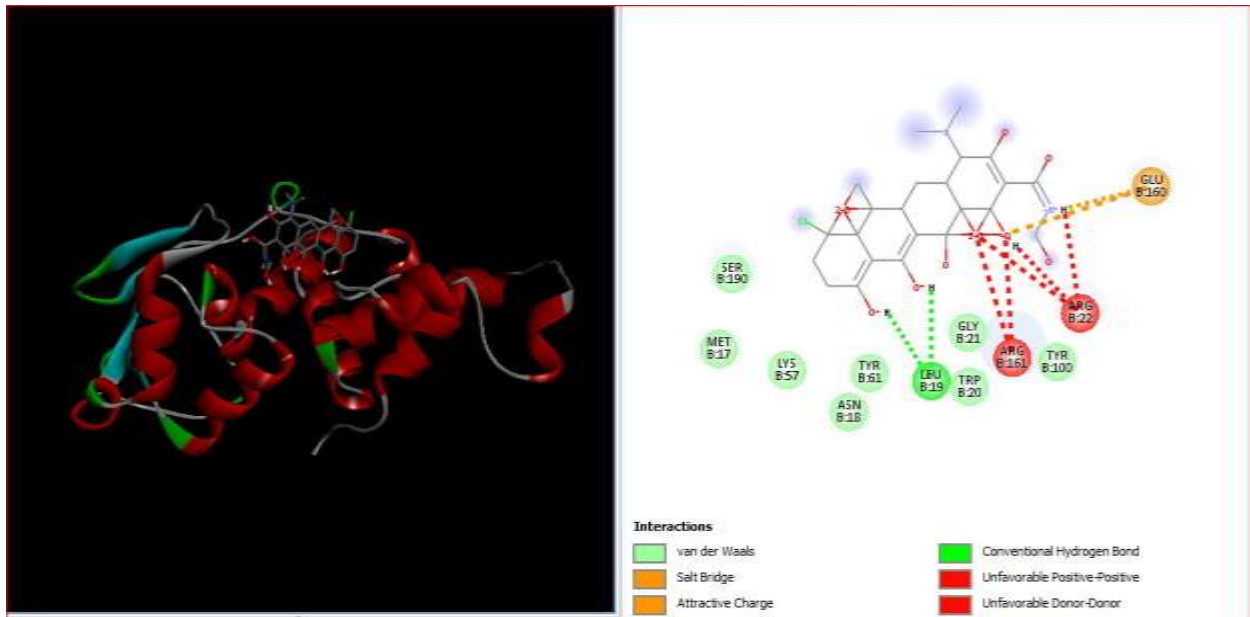 GLU
B:160
SER
B:190
ARG
B:22
GLY
B:21
MET
B:17
ARG
B:161
TYR
B:100
LYS
B:57
TYR
B:61
LEU
B:19
TRP
B:20
ASN
B:18
H
H
H
H
Interactions
van der Waals
Conventional Hydrogen Bond
Salt Bridge
Unfavorable Positive-Positive
Attractive Charge
Unfavorable Donor-Donor